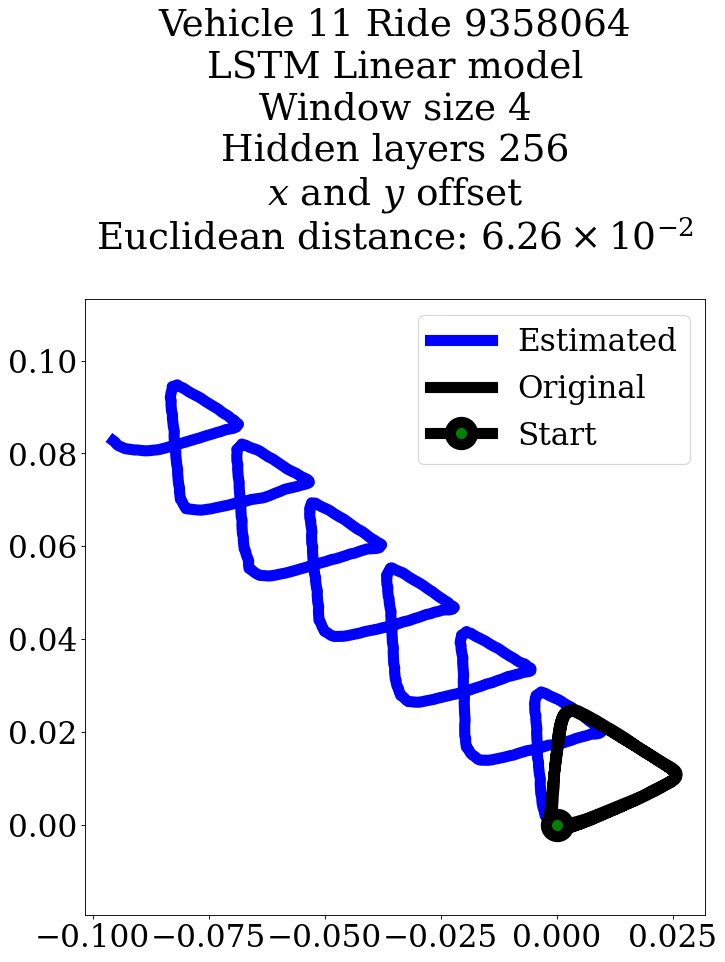 Vehicle 11 Ride 9358064
LSTM Linear model
Window size 4
Hidden layers 256
x and y offset
Euclidean distance: 6.26 × 10⁻²
Estimated
Original
Start
0.10
0.08
0.06
0.04
0.02
0.00
−0.100 −0.075 −0.050 −0.025 0.000 0.025